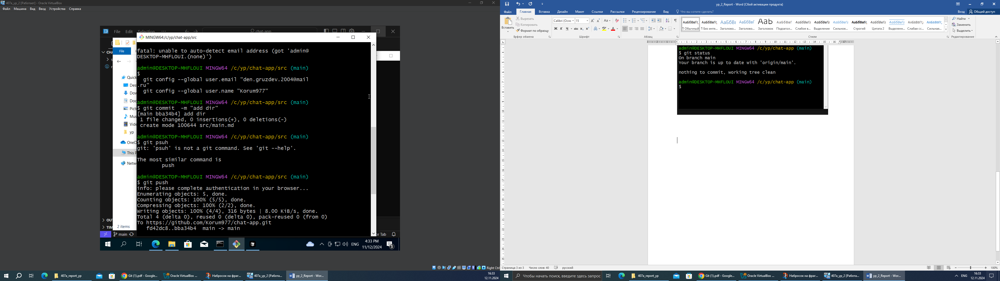 407a_yp_2 [Работает] - Oracle VirtualBox
Файл Машина Вид Ввод Устройства Справка
File Edit Selection ...
chat-app
MINGW64:/c/yp/chat-app/src
File
Quick
Des
Dow
Doc
Pict
Mus
Vide
yp
OneD
This P
Netw
2 items
CHA
OUT
TIM
main
or Tab
fatal: unable to auto-detect email address (got 'admin@
DESKTOP-MHFLOUI.(none)')
admin@DESKTOP-MHFLOUI MINGW64 /c/yp/chat-app/src (main)
$
git config --global user.email "den.gruzdev.2004@mail
.ru"
git config --global user.name "Korum977"
admin@DESKTOP-MHFLOUI MINGW64 /c/yp/chat-app/src (main)
$ git commit  -m "add dir"
[main bba34b4] add dir
1 file changed, 0 insertions(+), 0 deletions(-)
create mode 100644 src/main.md
admin@DESKTOP-MHFLOUI MINGW64 /c/yp/chat-app/src (main)
$ git psuh
git: 'psuh' is not a git command. See 'git --help'.
The most similar command is
push
admin@DESKTOP-MHFLOUI MINGW64 /c/yp/chat-app/src (main)
$ git push
info: please complete authentication in your browser...
Enumerating objects: 5, done.
Counting objects: 100% (5/5), done.
Compressing objects: 100% (2/2), done.
Writing objects: 100% (4/4), 316 bytes | 8.00 KiB/s, done.
Total 4 (delta 0), reused 0 (delta 0), pack-reused 0 (from 0)
To https://github.com/Korum977/chat-app.git
fd42dc8..bba34b4  main -> main
ENG
4:33 PM
11/12/2024
3
Right Ctrl
407a_report_yp
Git (1).pdf - Google...
Oracle VirtualBox ...
Набросок на фраг...
407a_yp_2 [Работа...
yp_2_Report - Wor...
16:33
12.11.2024
yp_2_Report - Word (Сбой активации продукта)
Файл Главная Вставка Дизайн Макет Ссылки Рассылки Рецензирование Вид Что вы хотите сделать?
Вход Общий доступ
Вставить
Вырезать
Копировать
Формат по образцу
Буфер обмена
Calibri (Осно 15
Шрифт
Абзац
АаБбВвГг, АаБбВвГг, АаБбВі АаБбВвГ АаБ АаБбВвГ АаБбВвГг АаБбВвГг АаБбВвГг АаБбВвГг, АаБбВвГг АаБбВвГг АаБбВвГг, АаБбВвГг,
¶ Обычный ¶ Без инте... Заголово... Заголово... Заголовок Подзагол... Слабое в... Выделение Сильное... Строгий Цитата 2 Выделенн... Слабая сс... Сильная...
Стили
Найти
Заменить
Выделить
Редактирование
admin@DESKTOP-MHFLOUI MINGW64 /c/yp/chat-app (main)
$ git status
On branch main
Your branch is up to date with 'origin/main'.
nothing to commit, working tree clean
admin@DESKTOP-MHFLOUI MINGW64 /c/yp/chat-app (main)
$
Страница 3 из 3 Число слов: 40 русский
100%
Чтобы начать поиск, введите здесь запрос
407a_report_yp
Git (1).pdf - Google...
Oracle VirtualBox ...
Набросок на фраг...
407a_yp_2 [Работа...
yp_2_Report - Wor...
ENG
16:33
12.11.2024